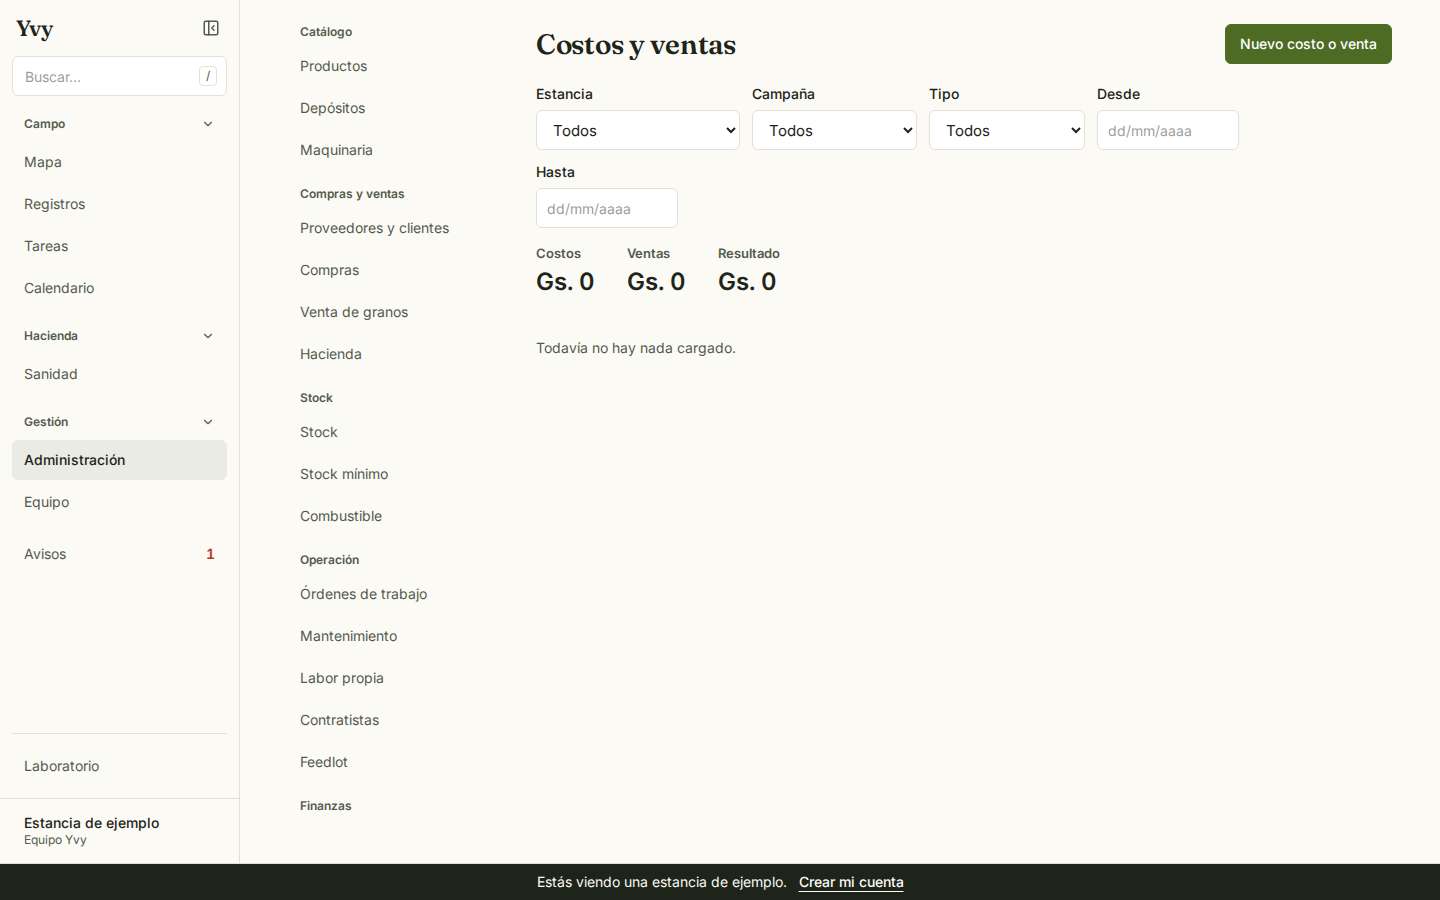 Yvy
Buscar...
/
Campo
Mapa
Registros
Tareas
Calendario
Hacienda
Sanidad
Gestión
Administración
Equipo
Avisos
1
Laboratorio
Estancia de ejemplo
Equipo Yvy
Catálogo
Productos
Depósitos
Maquinaria
Compras y ventas
Proveedores y clientes
Compras
Venta de granos
Hacienda
Stock
Stock
Stock mínimo
Combustible
Operación
Órdenes de trabajo
Mantenimiento
Labor propia
Contratistas
Feedlot
Finanzas
Costos y ventas
Nuevo costo o venta
Estancia
Todos
Campaña
Todos
Tipo
Todos
Desde
dd/mm/aaaa
Hasta
dd/mm/aaaa
Costos
Gs. 0
Ventas
Gs. 0
Resultado
Gs. 0
Todavía no hay nada cargado.
Estás viendo una estancia de ejemplo. Crear mi cuenta